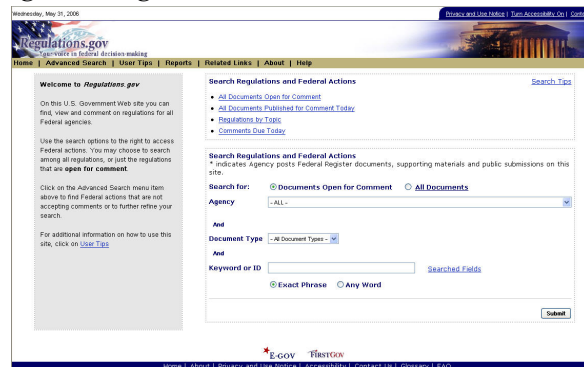 Wednesday, May 31, 2006
Privacy and Use Notice | Turn Accessibility On |
Regulations.gov
Your voice in federal decision-making
Home | Advanced Search | User Tips | Reports | Related Links | About | Help
Welcome to Regulations.gov
On this U.S. Government Web site you can
find, view and comment on regulations for all
Federal agencies.
Use the search options to the right to access
Federal actions. You may choose to search
among all regulations, or just the regulations
that are open for comment.
Click on the Advanced Search menu item
above to find Federal actions that are not
accepting comments or to further refine your
search.
For additional information on how to use this
site, click on User Tips
Search Regulations and Federal Actions Search Tips
All Documents Open for Comment
All Documents Published for Comment Today
Regulations by Topic
Comments Due Today
Search Regulations and Federal Actions
* indicates Agency posts Federal Register documents, supporting materials and public submissions on this
site.
Search for: Documents Open for Comment All Documents
Agency - ALL -
And
Document Type - All Document Types -
And
Keyword or ID Searched Fields
Exact Phrase Any Word
Submit
E-GOV FIRSTGOV
Home | About | Privacy and Use Notice | Accessibility | Contact Us | Glossary | FAQ